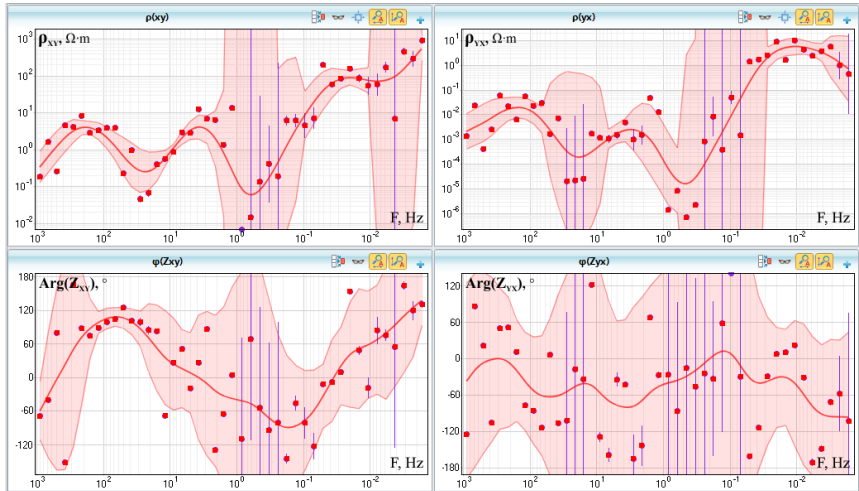 ρ(xy)
ρ(yx)
ρXY, Ω·m
10³
10²
10¹
10⁰
10⁻¹
10⁻²
F, Hz
10³ 10² 10¹ 10⁰ 10⁻¹ 10⁻²
ρYX, Ω·m
10¹
10⁰
10⁻¹
10⁻²
10⁻³
10⁻⁴
10⁻⁵
10⁻⁶
F, Hz
10³ 10² 10¹ 10⁰ 10⁻¹ 10⁻²
φ(Zxy)
φ(Zyx)
Arg(ZXY), °
180
120
60
0
-60
-120
F, Hz
10³ 10² 10¹ 10⁰ 10⁻¹ 10⁻²
Arg(ZYX), °
120
60
0
-60
-120
-180
F, Hz
10³ 10² 10¹ 10⁰ 10⁻¹ 10⁻²